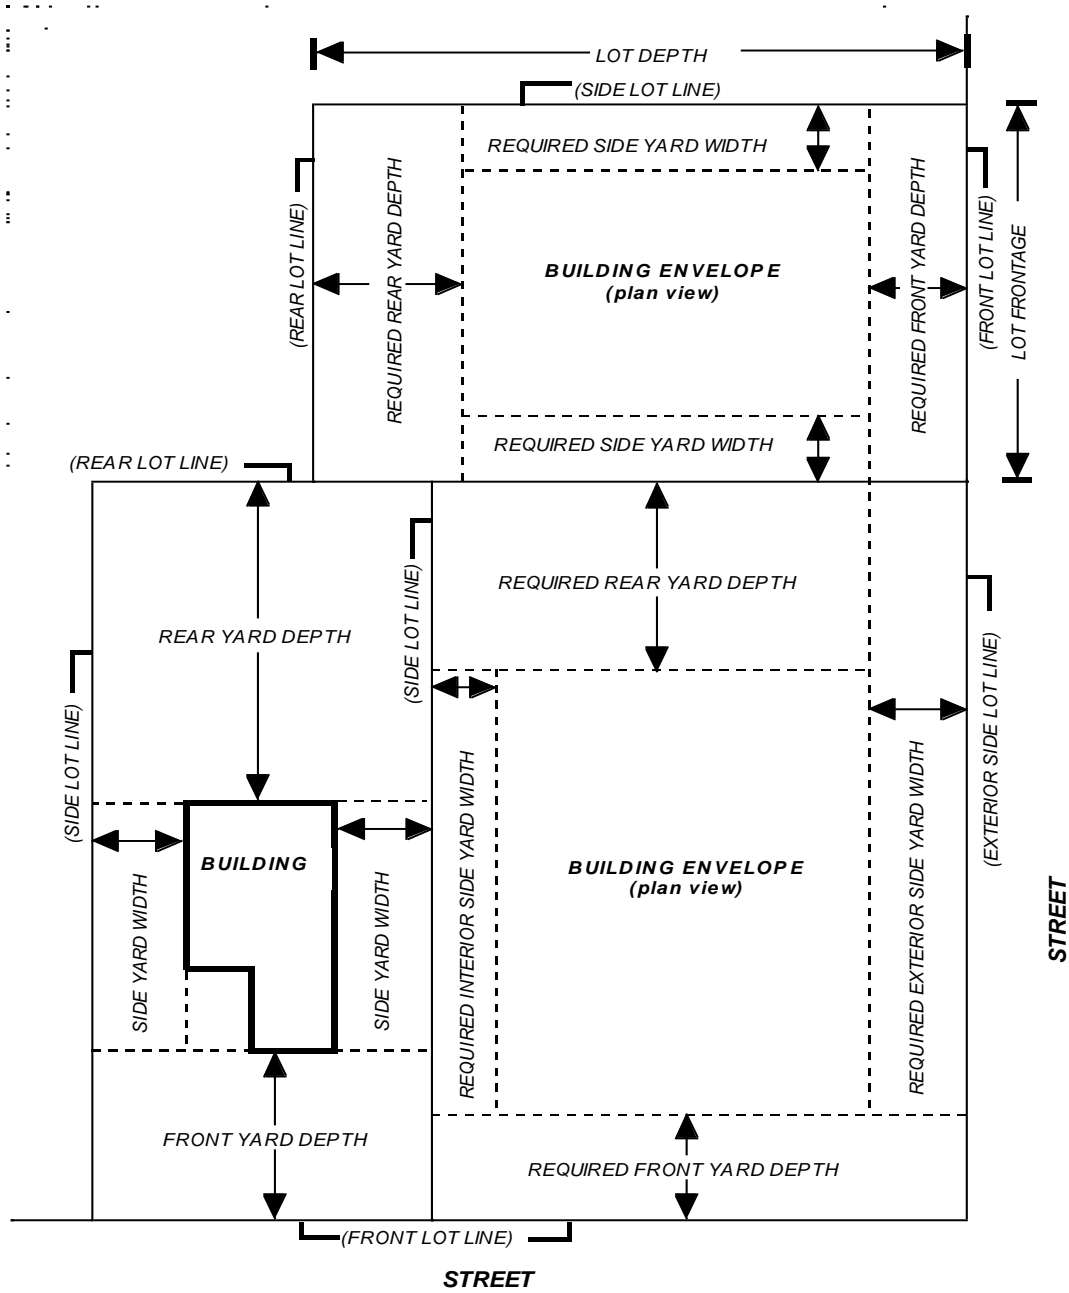 LOT DEPTH
(SIDE LOT LINE)
REQUIRED SIDE YARD WIDTH
(REAR LOT LINE)
REQUIRED REAR YARD DEPTH
BUILDING ENVELOPE
(plan view)
REQUIRED FRONT YARD DEPTH
(FRONT LOT LINE)
LOT FRONTAGE
REQUIRED SIDE YARD WIDTH
(REAR LOT LINE)
(SIDE LOT LINE)
REQUIRED REAR YARD DEPTH
REAR YARD DEPTH
(SIDE LOT LINE)
(EXTERIOR SIDE LOT LINE)
BUILDING
SIDE YARD WIDTH
SIDE YARD WIDTH
REQUIRED INTERIOR SIDE YARD WIDTH
BUILDING ENVELOPE
(plan view)
REQUIRED EXTERIOR SIDE YARD WIDTH
STREET
FRONT YARD DEPTH
REQUIRED FRONT YARD DEPTH
(FRONT LOT LINE)
STREET